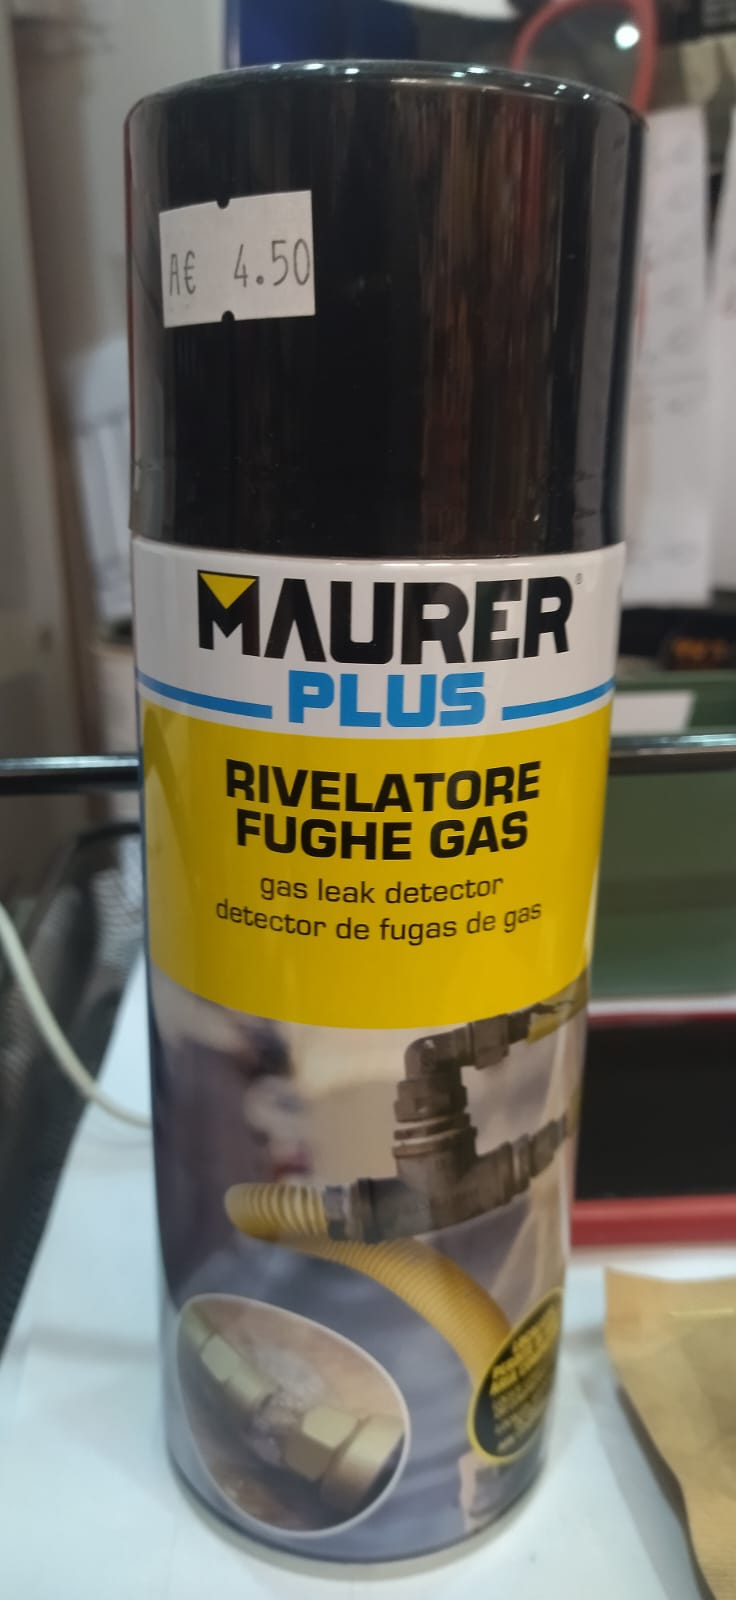 A€ 4.50
MAURER®
PLUS
RIVELATORE
FUGHE GAS
gas leak detector
detector de fugas de gas